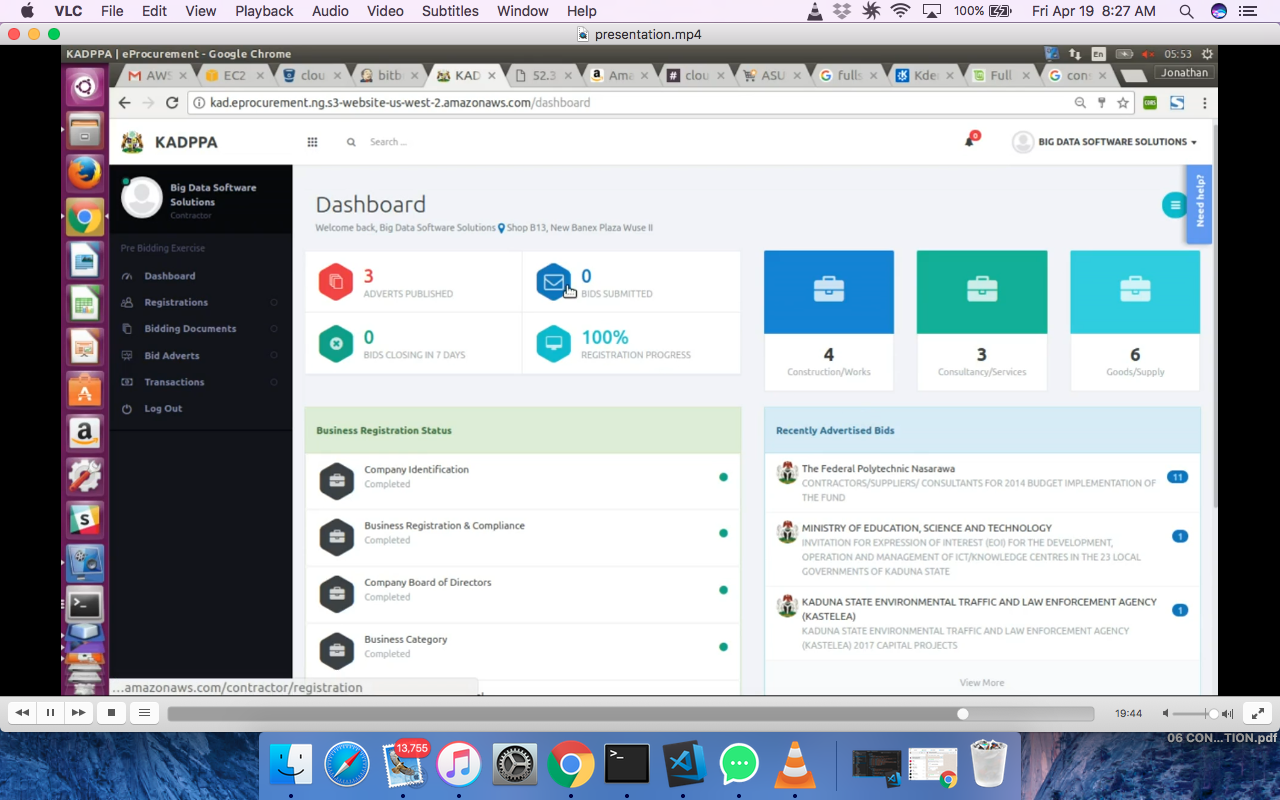 VLC File Edit View Playback Audio Video Subtitles Window Help 100% Fri Apr 19 8:27 AM
presentation.mp4
KADPPA | eProcurement - Google Chrome En 05:53
AWS EC2 clou bitb KAD 52.3 Ama clou ASU fulls Kde Full con Jonathan
kad.eprocurement.ng.s3-website-us-west-2.amazonaws.com/dashboard CORS S
KADPPA Search ... 0 BIG DATA SOFTWARE SOLUTIONS
Big Data Software
Solutions
Contractor
Need help?
Pre Bidding Exercise
Dashboard
Registrations
Bidding Documents
Bid Adverts
Transactions
Log Out
Dashboard
Welcome back, Big Data Software Solutions Shop B13, New Banex Plaza Wuse II
3
ADVERTS PUBLISHED
0
BIDS SUBMITTED
0
BIDS CLOSING IN 7 DAYS
100%
REGISTRATION PROGRESS
4
Construction/Works
3
Consultancy/Services
6
Goods/Supply
Business Registration Status
Company Identification
Completed
Business Registration & Compliance
Completed
Company Board of Directors
Completed
Business Category
Completed
Recently Advertised Bids
The Federal Polytechnic Nasarawa
11
CONTRACTORS/SUPPLIERS/ CONSULTANTS FOR 2014 BUDGET IMPLEMENTATION OF
THE FUND
MINISTRY OF EDUCATION, SCIENCE AND TECHNOLOGY
1
INVITATION FOR EXPRESSION OF INTEREST (EOI) FOR THE DEVELOPMENT,
OPERATION AND MANAGEMENT OF ICT/KNOWLEDGE CENTRES IN THE 23 LOCAL
GOVERNMENTS OF KADUNA STATE
KADUNA STATE ENVIRONMENTAL TRAFFIC AND LAW ENFORCEMENT AGENCY
(KASTELEA)
1
KADUNA STATE ENVIRONMENTAL TRAFFIC AND LAW ENFORCEMENT AGENCY
(KASTELEA) 2017 CAPITAL PROJECTS
View More
...amazonaws.com/contractor/registration
19:44
06 CON...TION.pdf
13,755